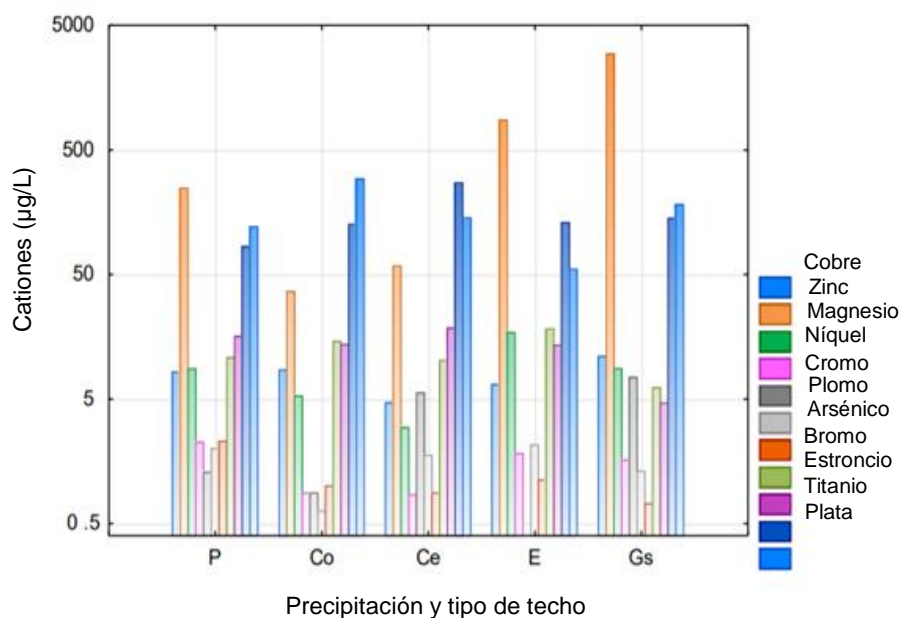 5000
500
50
5
0 .5
Cationes (µg/L)
P Co Ce E Gs
Precipitación y tipo de techo
Cobre
Zinc
Magnesio
Níquel
Cromo
Plomo
Arsénico
Bromo
Estroncio
Titanio
Plata